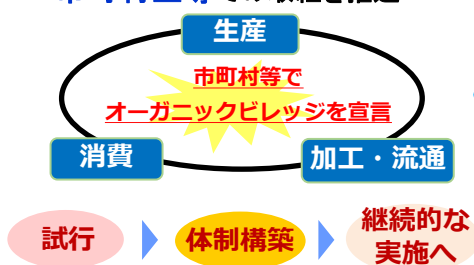 生産
市町村等で
オーガニックビレッジを宣言
消費
加工・流通
試行
体制構築
継続的な
実施へ